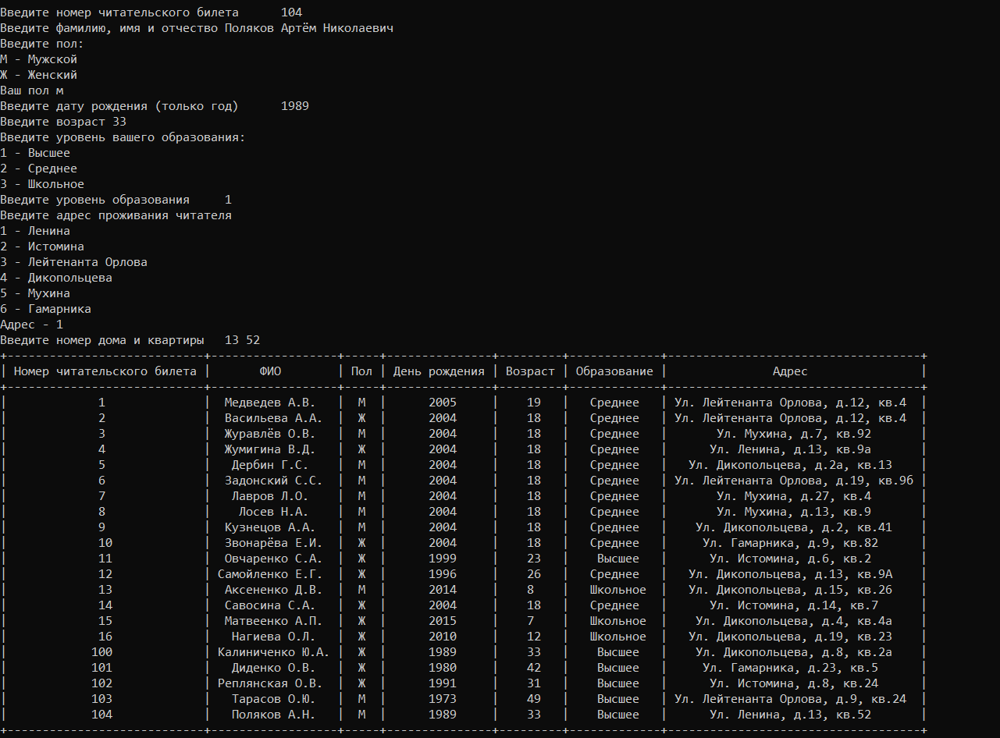 Введите номер читательского билета      104
Введите фамилию, имя и отчество Поляков Артём Николаевич
Введите пол:
М - Мужской
Ж - Женский
Ваш пол м
Введите дату рождения (только год)      1989
Введите возраст 33
Введите уровень вашего образования:
1 - Высшее
2 - Среднее
3 - Школьное
Введите уровень образования     1
Введите адрес проживания читателя
1 - Ленина
2 - Истомина
3 - Лейтенанта Орлова
4 - Дикопольцева
5 - Мухина
6 - Гамарника
Адрес - 1
Введите номер дома и квартиры   13 52
| Номер читательского билета | ФИО | Пол | День рождения | Возраст | Образование | Адрес |
| 1 | Медведев А.В. | М | 2005 | 19 | Среднее | Ул. Лейтенанта Орлова, д.12, кв.4 |
| 2 | Васильева А.А. | Ж | 2004 | 18 | Среднее | Ул. Лейтенанта Орлова, д.12, кв.4 |
| 3 | Журавлёв О.В. | М | 2004 | 18 | Среднее | Ул. Мухина, д.7, кв.92 |
| 4 | Жумигина В.Д. | Ж | 2004 | 18 | Среднее | Ул. Ленина, д.13, кв.9а |
| 5 | Дербин Г.С. | М | 2004 | 18 | Среднее | Ул. Дикопольцева, д.2а, кв.13 |
| 6 | Задонский С.С. | М | 2004 | 18 | Среднее | Ул. Лейтенанта Орлова, д.19, кв.96 |
| 7 | Лавров Л.О. | М | 2004 | 18 | Среднее | Ул. Мухина, д.27, кв.4 |
| 8 | Лосев Н.А. | М | 2004 | 18 | Среднее | Ул. Мухина, д.13, кв.9 |
| 9 | Кузнецов А.А. | М | 2004 | 18 | Среднее | Ул. Дикопольцева, д.2, кв.41 |
| 10 | Звонарёва Е.И. | Ж | 2004 | 18 | Среднее | Ул. Гамарника, д.9, кв.82 |
| 11 | Овчаренко С.А. | Ж | 1999 | 23 | Высшее | Ул. Истомина, д.6, кв.2 |
| 12 | Самойленко Е.Г. | Ж | 1996 | 26 | Среднее | Ул. Дикопольцева, д.13, кв.9А |
| 13 | Аксененко Д.В. | М | 2014 | 8 | Школьное | Ул. Дикопольцева, д.15, кв.26 |
| 14 | Савосина С.А. | Ж | 2004 | 18 | Среднее | Ул. Истомина, д.14, кв.7 |
| 15 | Матвеенко А.П. | Ж | 2015 | 7 | Школьное | Ул. Дикопольцева, д.4, кв.4а |
| 16 | Нагиева О.Л. | Ж | 2010 | 12 | Школьное | Ул. Дикопольцева, д.19, кв.23 |
| 100 | Калиниченко Ю.А. | Ж | 1989 | 33 | Высшее | Ул. Дикопольцева, д.8, кв.2а |
| 101 | Диденко О.В. | Ж | 1980 | 42 | Высшее | Ул. Гамарника, д.23, кв.5 |
| 102 | Реплянская О.В. | Ж | 1991 | 31 | Высшее | Ул. Истомина, д.8, кв.24 |
| 103 | Тарасов О.Ю. | М | 1973 | 49 | Высшее | Ул. Лейтенанта Орлова, д.9, кв.24 |
| 104 | Поляков А.Н. | М | 1989 | 33 | Высшее | Ул. Ленина, д.13, кв.52 |